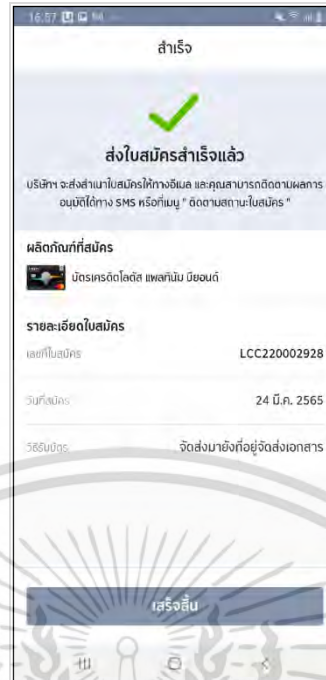 16:57
สำเร็จ
ส่งใบสมัครสำเร็จแล้ว
บริษัทฯ จะส่งสำเนาใบสมัครให้ทางอีเมล และคุณสามารถติดตามผลการ
อนุมัติได้ทาง SMS หรือที่เมนู " ติดตามสถานะใบสมัคร "
ผลิตภัณฑ์ที่สมัคร
บัตรเครดิตโลตัส แพลทินัม บียอนด์
รายละเอียดใบสมัคร
เลขที่ใบสมัคร LCC220002928
วันที่สมัคร 24 มี.ค. 2565
วิธีรับบัตร จัดส่งมายังที่อยู่จัดส่งเอกสาร
เสร็จสิ้น